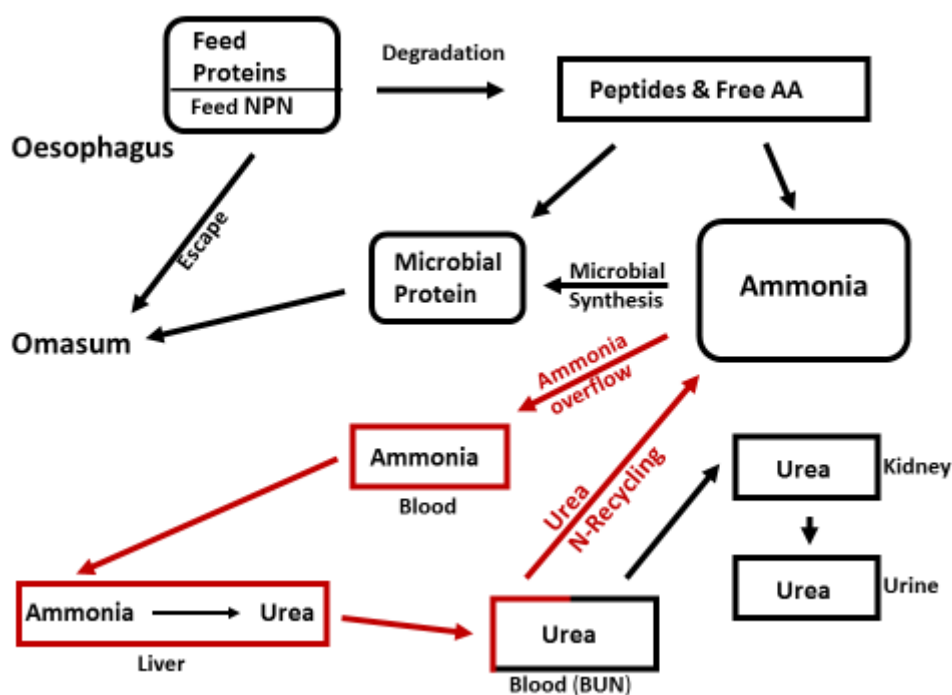 Feed
Proteins
Feed NPN
Degradation
Peptides & Free AA
Oesophagus
Escape
Microbial
Protein
Microbial
Synthesis
Ammonia
Omasum
Ammonia
overflow
Ammonia
Blood
Urea
N-Recycling
Urea
Kidney
Urea
Urine
Ammonia
Urea
Liver
Urea
Blood (BUN)